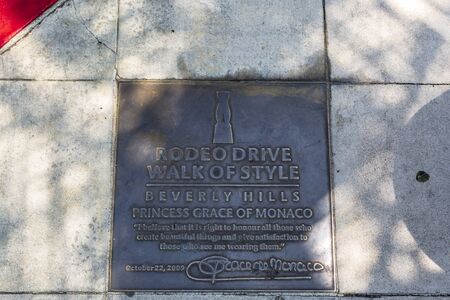 RODEO DRIVE
WALK OF STYLE
BEVERLY HILLS
PRINCESS GRACE OF MONACO
"I believe that it is right to honour all those who
create beautiful things and give satisfaction to
those who see me wearing them."
October 22, 2009 Grace de Monaco